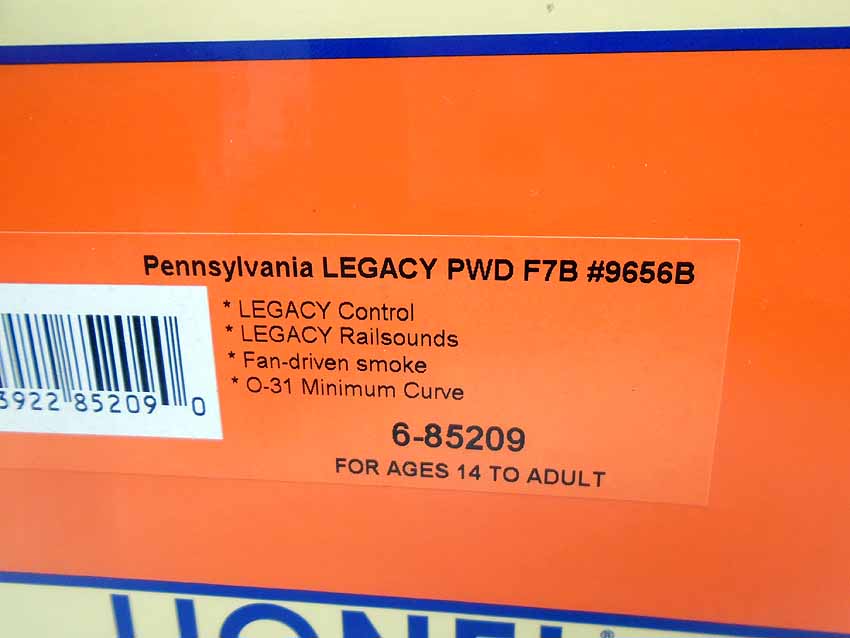 Pennsylvania LEGACY PWD F7B #9656B
* LEGACY Control
* LEGACY Railsounds
* Fan-driven smoke
* O-31 Minimum Curve
3922 85209 0
6-85209
FOR AGES 14 TO ADULT
LIONEL®